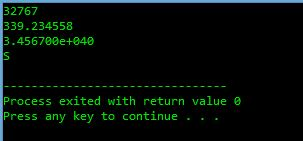 32767
339.234558
3.456700e+040
S
--------------------------------
Process exited with return value 0
Press any key to continue . . .